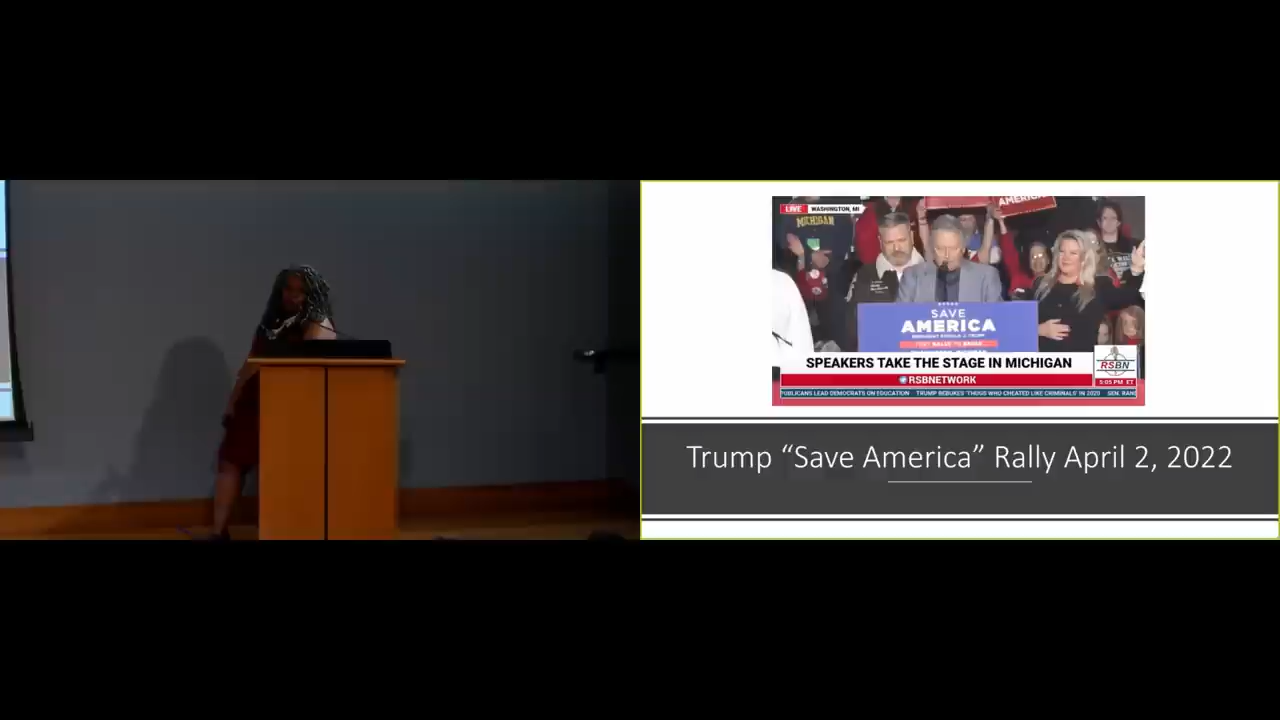 LIVE WASHINGTON, MI
MICHIGAN
AMERICA
SAVE
AMERICA
SPEAKERS TAKE THE STAGE IN MICHIGAN
RSBN
@RSBNETWORK
5:05 PM ET
PUBLICANS LEAD DEMOCRATS ON EDUCATION TRUMP REBUKES 'THUGS WHO CHEATED LIKE CRIMINALS' IN 2020 SEN. RAN
Trump “Save America” Rally April 2, 2022